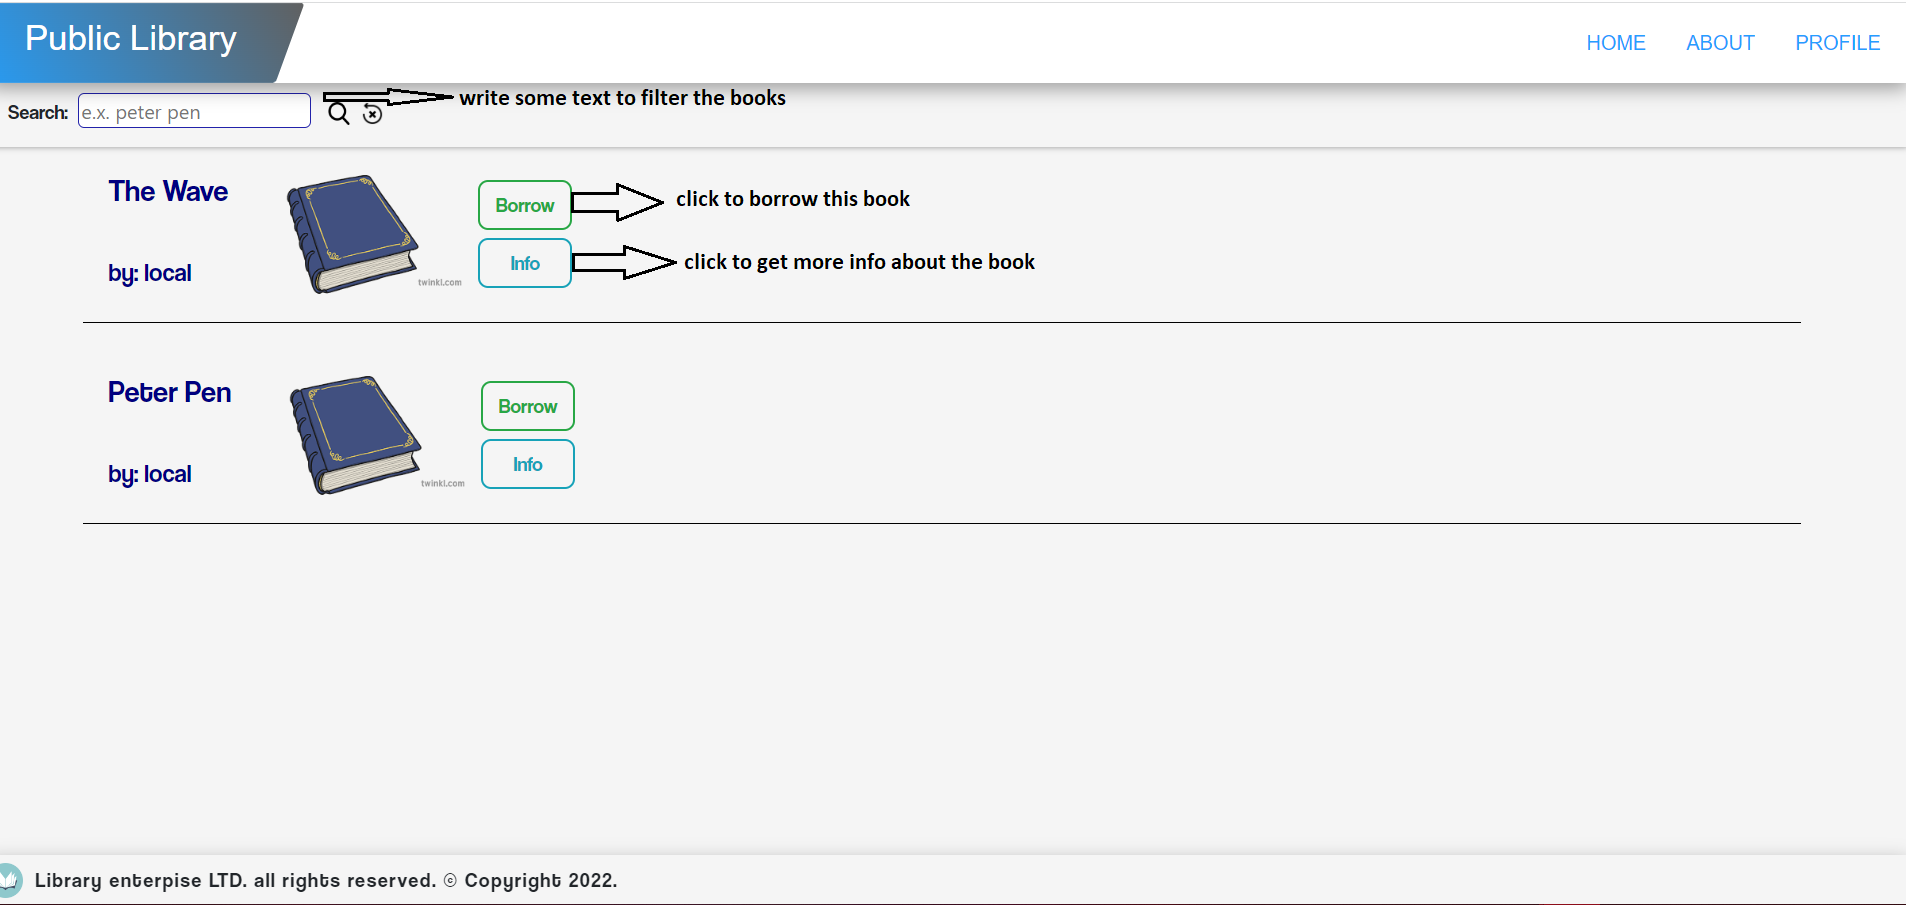 Public Library
HOME ABOUT PROFILE
Search: e.x. peter pen
write some text to filter the books
The Wave
Borrow
click to borrow this book
Info
click to get more info about the book
by: local
twinkl.com
Peter Pen
Borrow
Info
by: local
twinkl.com
Library enterpise LTD. all rights reserved. © Copyright 2022.